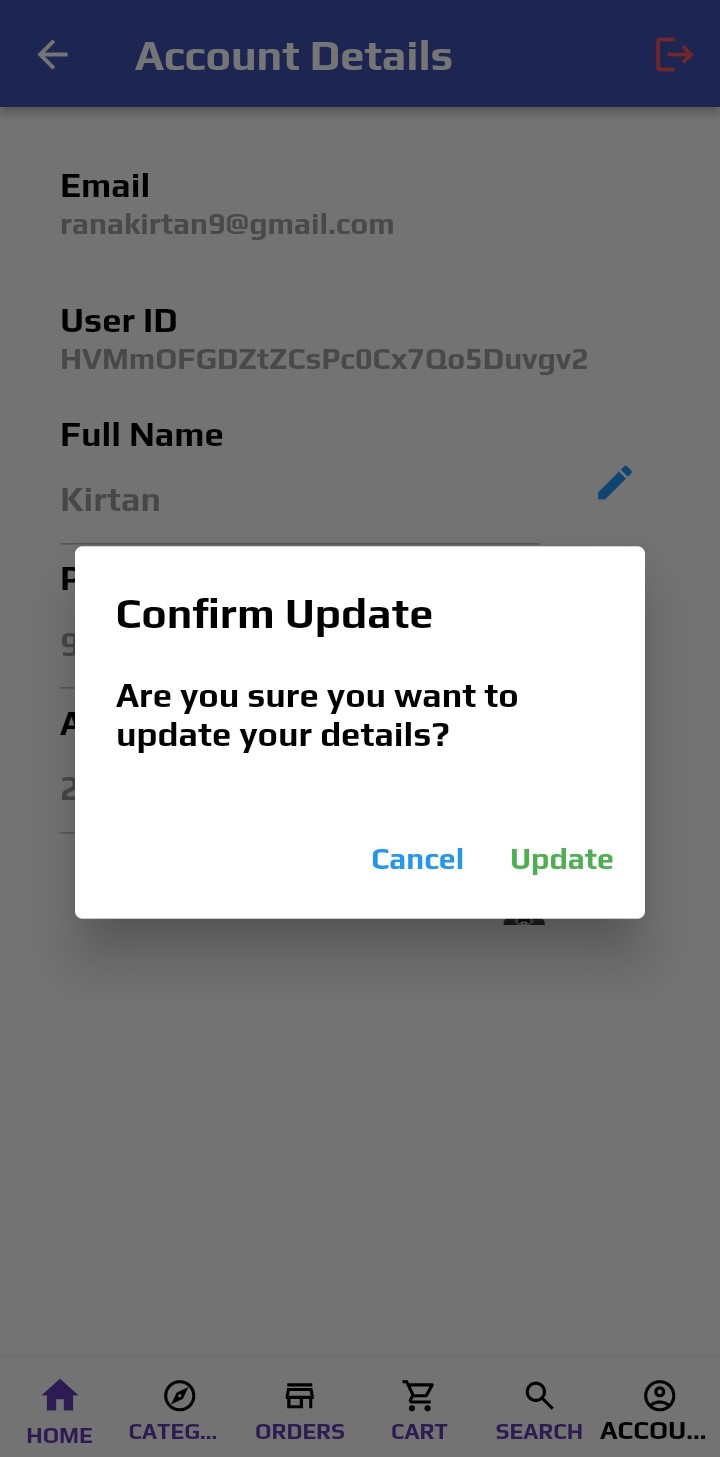 Account Details
Email
ranakirtan9@gmail.com
User ID
HVMmOFGDZtZCsPc0Cx7Qo5Duvgv2
Full Name
Kirtan
Confirm Update
Are you sure you want to
update your details?
Cancel Update
HOME CATEG... ORDERS CART SEARCH ACCOU...